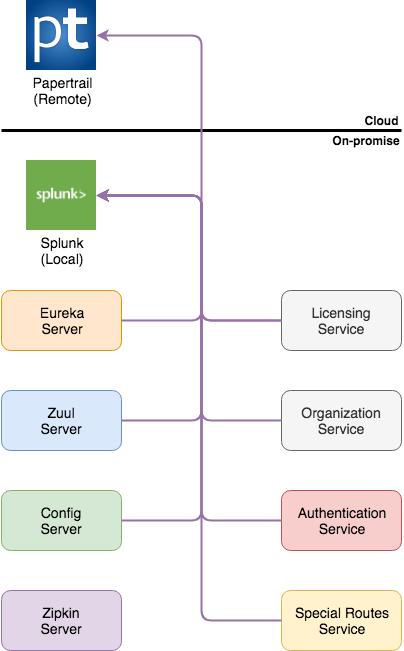 pt
Papertrail
(Remote)
Cloud
On-promise
splunk>
Splunk
(Local)
Eureka
Server
Licensing
Service
Zuul
Server
Organization
Service
Config
Server
Authentication
Service
Zipkin
Server
Special Routes
Service